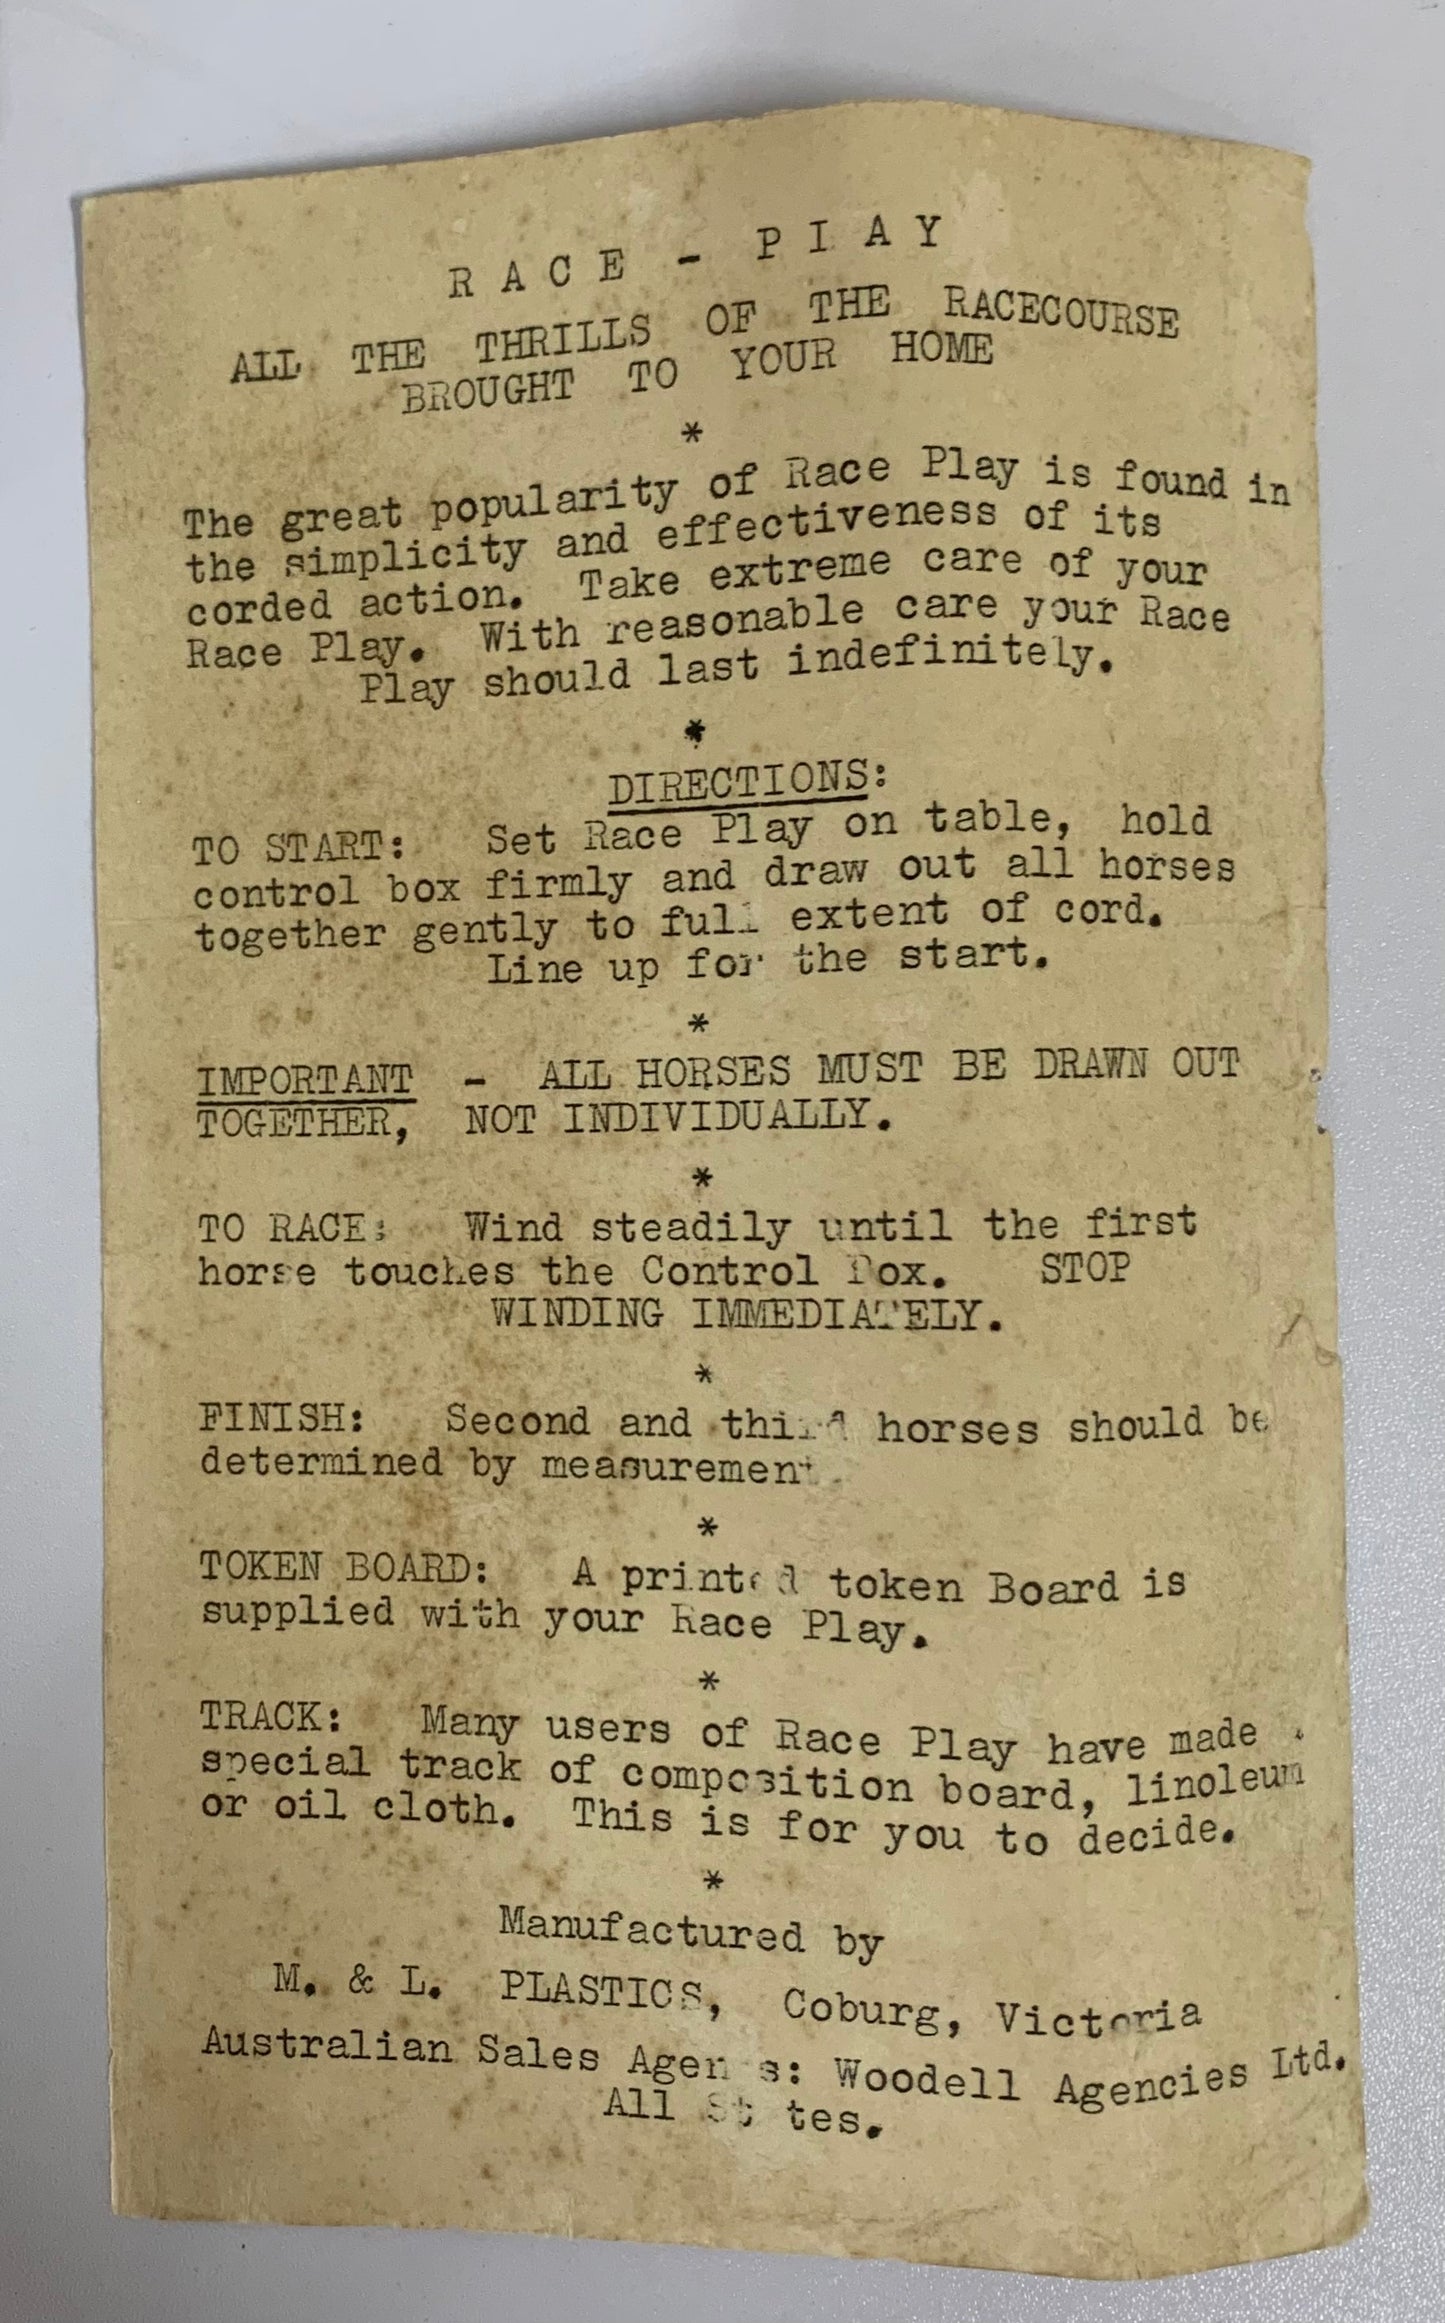 RACE - PLAY
ALL THE THRILLS OF THE RACECOURSE
BROUGHT TO YOUR HOME
*
The great popularity of Race Play is found in
the simplicity and effectiveness of its
corded action. Take extreme care of your
Race Play. With reasonable care your Race
Play should last indefinitely.
*
DIRECTIONS:
TO START: Set Race Play on table, hold
control box firmly and draw out all horses
together gently to full extent of cord.
Line up for the start.
*
IMPORTANT - ALL HORSES MUST BE DRAWN OUT
TOGETHER, NOT INDIVIDUALLY.
*
TO RACE: Wind steadily until the first
horse touches the Control Box. STOP
WINDING IMMEDIATELY.
*
FINISH: Second and third horses should be
determined by measurement.
*
TOKEN BOARD: A printed token Board is
supplied with your Race Play.
*
TRACK: Many users of Race Play have made
special track of composition board, linoleum
or oil cloth. This is for you to decide.
*
Manufactured by
M. & L. PLASTICS, Coburg, Victoria
Australian Sales Agents: Woodell Agencies Ltd.
All States.